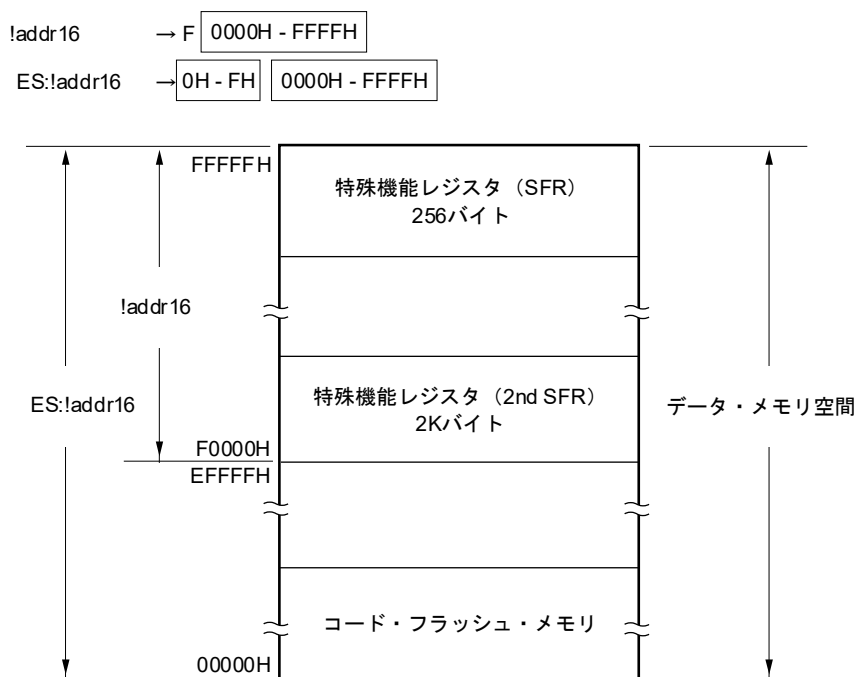 !addr16 → F 0000H - FFFFH
ES:!addr16 → 0H - FH 0000H - FFFFH
FFFFFH
特殊機能レジスタ（SFR）
256バイト
!addr16
特殊機能レジスタ（2nd SFR）
2Kバイト
ES:!addr16
データ・メモリ空間
F0000H
EFFFFH
コード・フラッシュ・メモリ
00000H